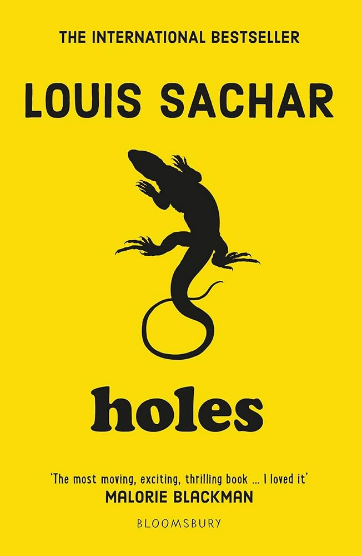 THE INTERNATIONAL BESTSELLER
LOUIS SACHAR
holes
‘The most moving, exciting, thrilling book ... I loved it’
MALORIE BLACKMAN
BLOOMSBURY